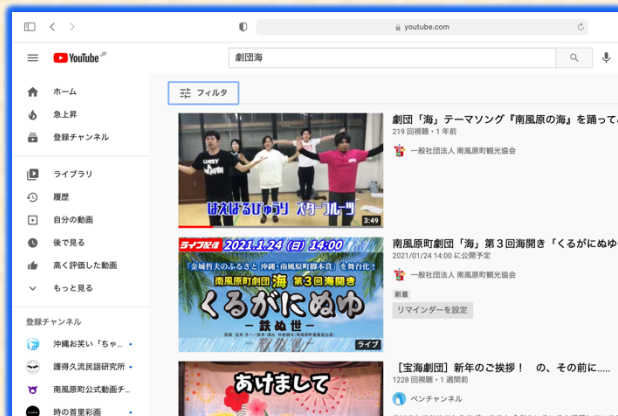 youtube.com
YouTube JP
劇団海
ホーム
急上昇
登録チャンネル
ライブラリ
履歴
自分の動画
後で見る
高く評価した動画
もっと見る
登録チャンネル
沖縄お笑い「ちゃ…
護得久流民謡研究所
南風原町公式動画チ…
時の首里彩画
フィルタ
はえばるびゅうり スターフルーツ
3:49
劇団「海」テーマソング『南風原の海』を踊って
219 回視聴・1 年前
一般社団法人 南風原町観光協会
ライブ配信 2021.1.24 (日) 14:00
「金城哲夫のふるさと 沖縄・南風原町脚本賞」を舞台化!
南風原町劇団 海 第3回海開き
くるがにぬゆ
－鉄ぬ世－
ライブ
南風原町劇団「海」第３回海開き「くるがにぬゆ
2021/01/24 14:00 に公開予定
一般社団法人 南風原町観光協会
新着
リマインダーを設定
あけまして
［宝海劇団］新年のご挨拶！ の、その前に.....
1228 回視聴・1 週間前
ペンチャンネル